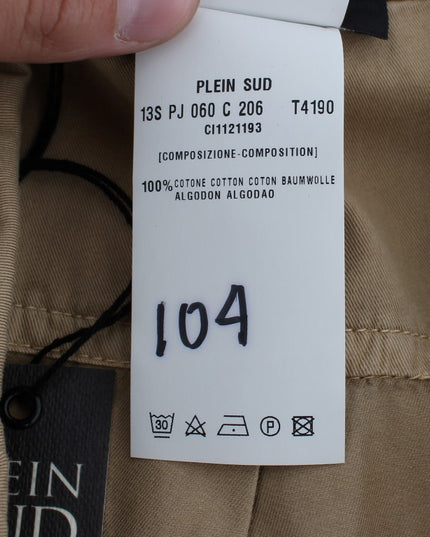 PLEIN SUD
13S PJ 060 C 206 T4190
CI1121193
[COMPOSIZIONE-COMPOSITION]
100% COTONE COTTON COTON BAUMWOLLE
ALGODON ALGODAO
104
30
P
EIN
UD